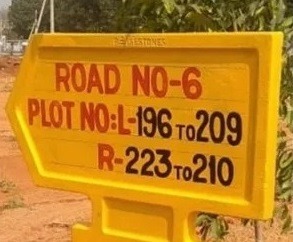 ROAD NO-6
PLOT NO:L-196 TO 209
R-223 TO 210